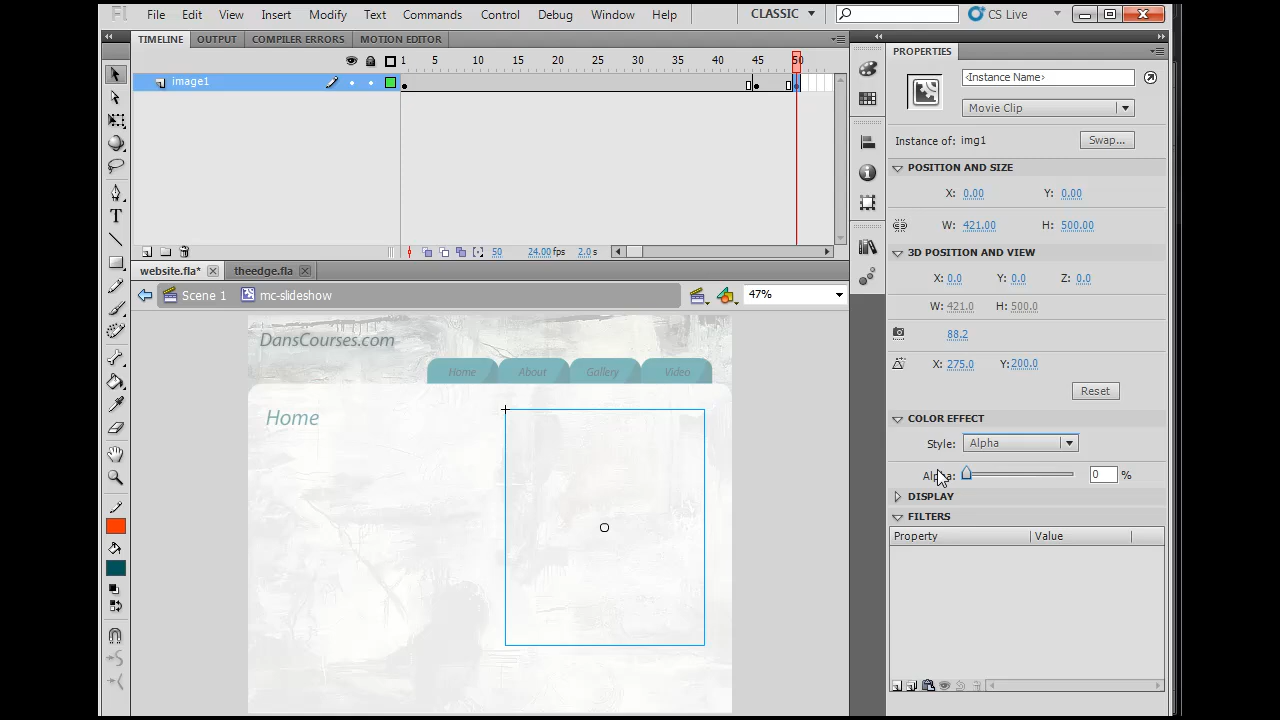 Fl File Edit View Insert Modify Text Commands Control Debug Window Help CLASSIC CS Live
TIMELINE OUTPUT COMPILER ERRORS MOTION EDITOR
1 5 10 15 20 25 30 35 40 45 50
image1
50 24.00fps 2.0s
website.fla* theedge.fla
Scene 1 mc-slideshow 47%
DansCourses.com
Home About Gallery Video
Home
PROPERTIES
<Instance Name>
Movie Clip
Instance of: img1 Swap...
POSITION AND SIZE
X: 0.00 Y: 0.00
W: 421.00 H: 500.00
3D POSITION AND VIEW
X: 0.0 Y: 0.0 Z: 0.0
W: 421.0 H: 500.0
88.2
X: 275.0 Y: 200.0
Reset
COLOR EFFECT
Style: Alpha
Alpha: 0 %
DISPLAY
FILTERS
Property Value